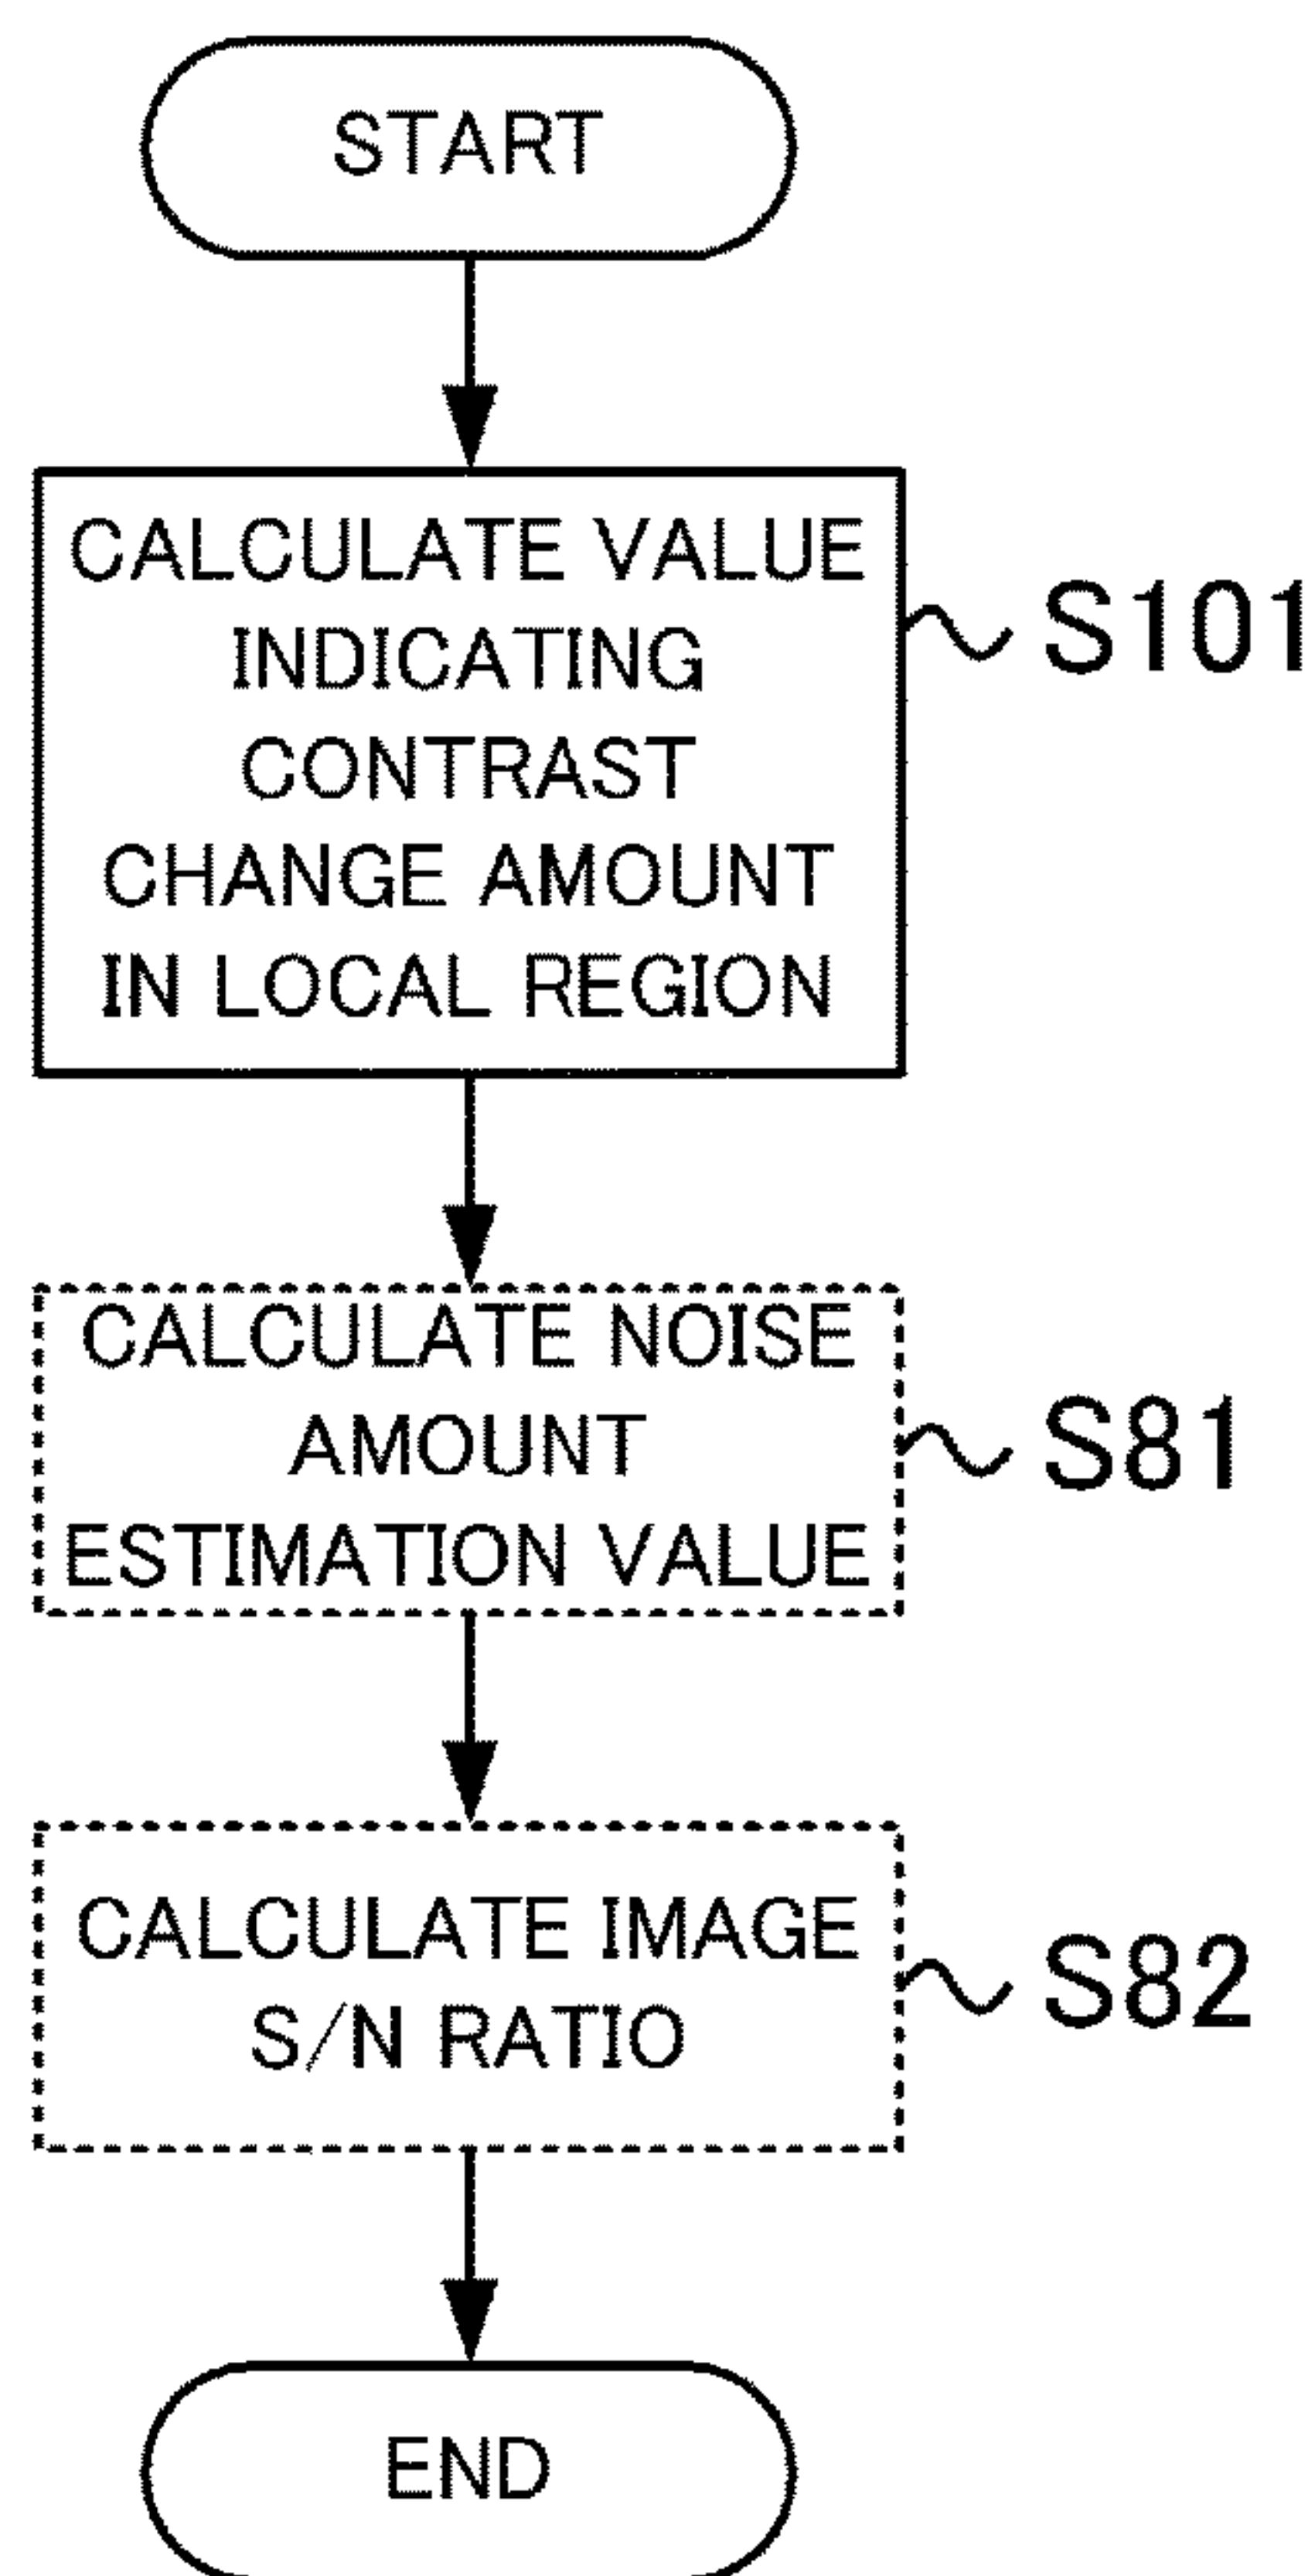 START
CALCULATE VALUE
INDICATING
CONTRAST
CHANGE AMOUNT
IN LOCAL REGION
S101
CALCULATE NOISE
AMOUNT
ESTIMATION VALUE
S81
CALCULATE IMAGE
S/N RATIO
S82
END